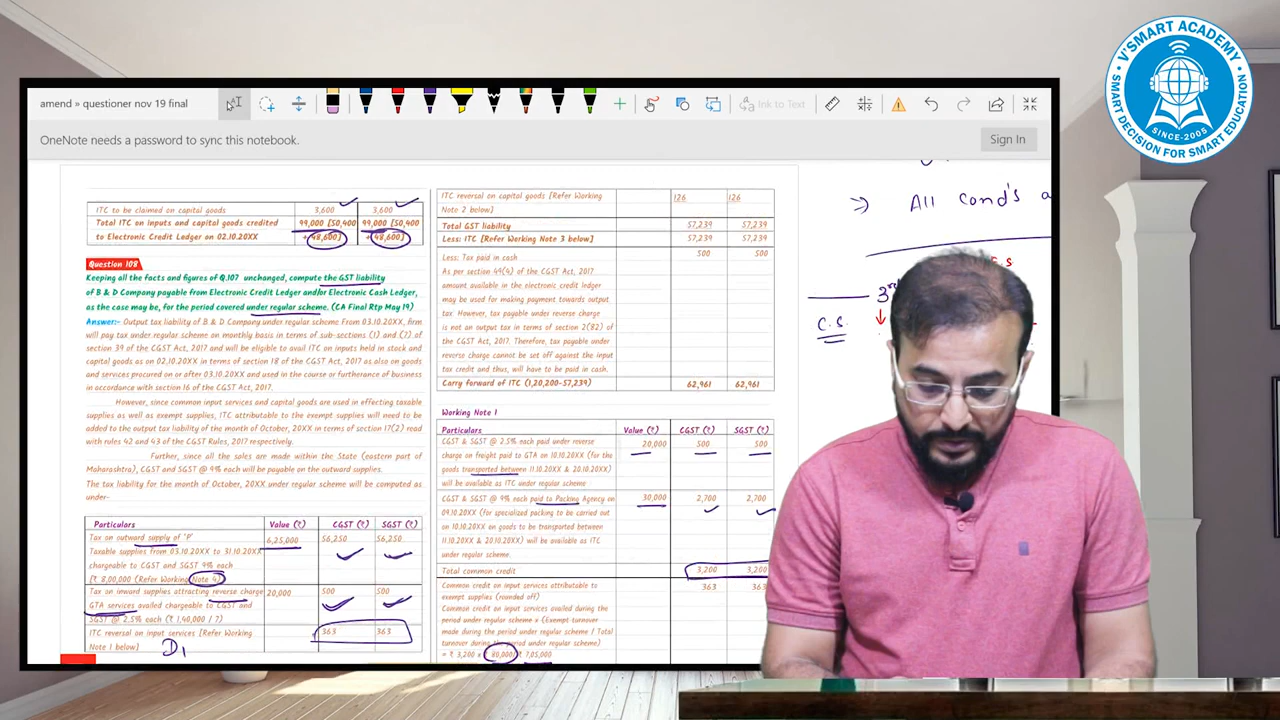 amend » questioner nov 19 final
Link to Text
OneNote needs a password to sync this notebook.
Sign In
ITC to be claimed on capital goods 3,600 3,600
Total ITC on inputs and capital goods credited 99,000 [50,400 99,000 [50,400
to Electronic Credit Ledger on 02.10.20XX + 48,600] + 48,600]
Question 108
Keeping all the facts and figures of Q.107 unchanged, compute the GST liability
of B & D Company payable from Electronic Credit Ledger and/or Electronic Cash Ledger,
as the case may be, for the period covered under regular scheme. (CA Final Rtp May 19)
Answer:- Output tax liability of B & D Company under regular scheme From 03.10.20XX, firm
will pay tax under regular scheme on monthly basis in terms of sub-sections (1) and (7) of
section 39 of the CGST Act, 2017 and will be eligible to avail ITC on inputs held in stock and
capital goods as on 02.10.20XX in terms of section 18 of the CGST Act, 2017 as also on goods
and services procured on or after 03.10.20XX and used in the course or furtherance of business
in accordance with section 16 of the CGST Act, 2017.
However, since common input services and capital goods are used in effecting taxable
supplies as well as exempt supplies, ITC attributable to the exempt supplies will need to be
added to the output tax liability of the month of October, 20XX in terms of section 17(2) read
with rules 42 and 43 of the CGST Rules, 2017 respectively.
Further, since all the sales are made within the State (eastern part of
Maharashtra), CGST and SGST @ 9% each will be payable on the outward supplies.
The tax liability for the month of October, 20XX under regular scheme will be computed as
under-
Particulars Value (₹) CGST (₹) SGST (₹)
Tax on outward supply of 'P' 6,25,000 56,250 56,250
Taxable supplies from 03.10.20XX to 31.10.20XX
chargeable to CGST and SGST 9% each
[₹ 8,00,000 (Refer Working Note 4)
Tax on inward supplies attracting reverse charge 20,000 500 500
GTA services availed chargeable to CGST and
SGST @ 2.5% each (₹ 1,40,000 / 7)
ITC reversal on input services [Refer Working 363 363
Note 1 below]
D1
ITC reversal on capital goods [Refer Working 126 126
Note 2 below]
Total GST liability 57,239 57,239
Less: ITC [Refer Working Note 3 below] 57,239 57,239
Less: Tax paid in cash 500 500
As per section 49(4) of the CGST Act, 2017
amount available in the electronic credit ledger
may be used for making payment towards output
tax. However, tax payable under reverse charge
is not an output tax in terms of section 2(82) of
the CGST Act, 2017. Therefore, tax payable under
reverse charge cannot be set off against the input
tax credit and thus, will have to be paid in cash.
Carry forward of ITC (1,20,200-57,239) 62,961 62,961
Working Note 1
Particulars Value (₹) CGST (₹) SGST (₹)
CGST & SGST @ 2.5% each paid under reverse 20,000 500 500
charge on freight paid to GTA on 10.10.20XX (for the
goods transported between 11.10.20XX & 20.10.20XX)
will be available as ITC under regular scheme
CGST & SGST @ 9% each paid to Packing Agency on 30,000 2,700 2,700
09.10.20XX (for specialized packing to be carried out
on 10.10.20XX on goods to be transported between
11.10.20XX & 20.10.20XX) will be available as ITC
under regular scheme.
Total common credit 3,200 3,200
Common credit on input services attributable to 363 363
exempt supplies (rounded off)
Common credit on input services availed during the
period under regular scheme x (Exempt turnover
made during the period under regular scheme / Total
turnover during the period under regular scheme)
= ₹ 3,200 x ₹ 80,000/ ₹ 7,05,000
All Cond's a
3rd
C.S.
V'SMART ACADEMY
SMART DECISION FOR SMART EDUCATION
SINCE-2005